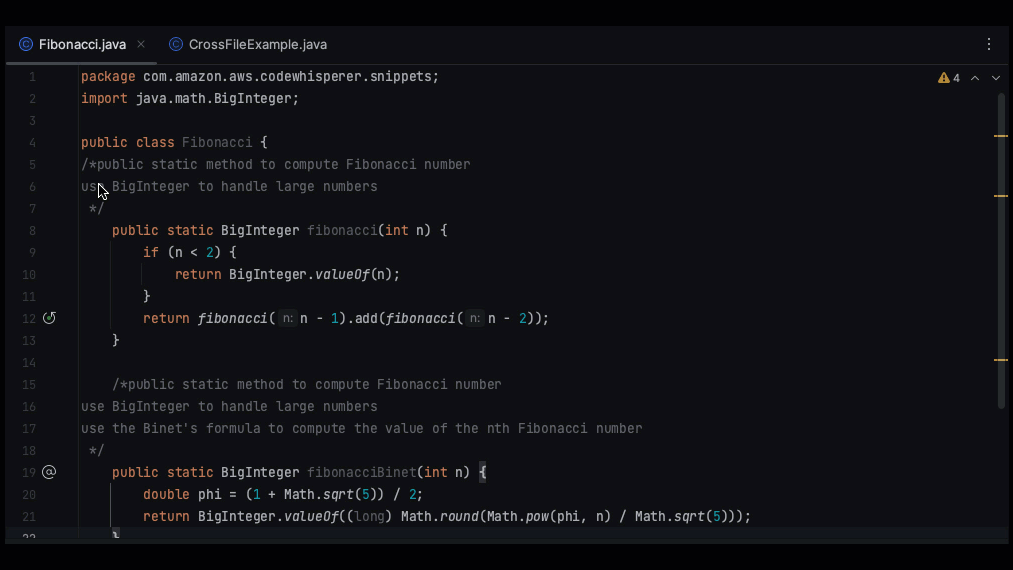 Fibonacci.java × CrossFileExample.java
4
1 package com.amazon.aws.codewhisperer.snippets;
2 import java.math.BigInteger;
3
4 public class Fibonacci {
5 /*public static method to compute Fibonacci number
6 use BigInteger to handle large numbers
7 */
8 public static BigInteger fibonacci(int n) {
9 if (n < 2) {
10 return BigInteger.valueOf(n);
11 }
12 return fibonacci( n: n - 1).add(fibonacci( n: n - 2));
13 }
14
15 /*public static method to compute Fibonacci number
16 use BigInteger to handle large numbers
17 use the Binet's formula to compute the value of the nth Fibonacci number
18 */
19 @ public static BigInteger fibonacciBinet(int n) {
20 double phi = (1 + Math.sqrt(5)) / 2;
21 return BigInteger.valueOf((long) Math.round(Math.pow(phi, n) / Math.sqrt(5)));
22 }